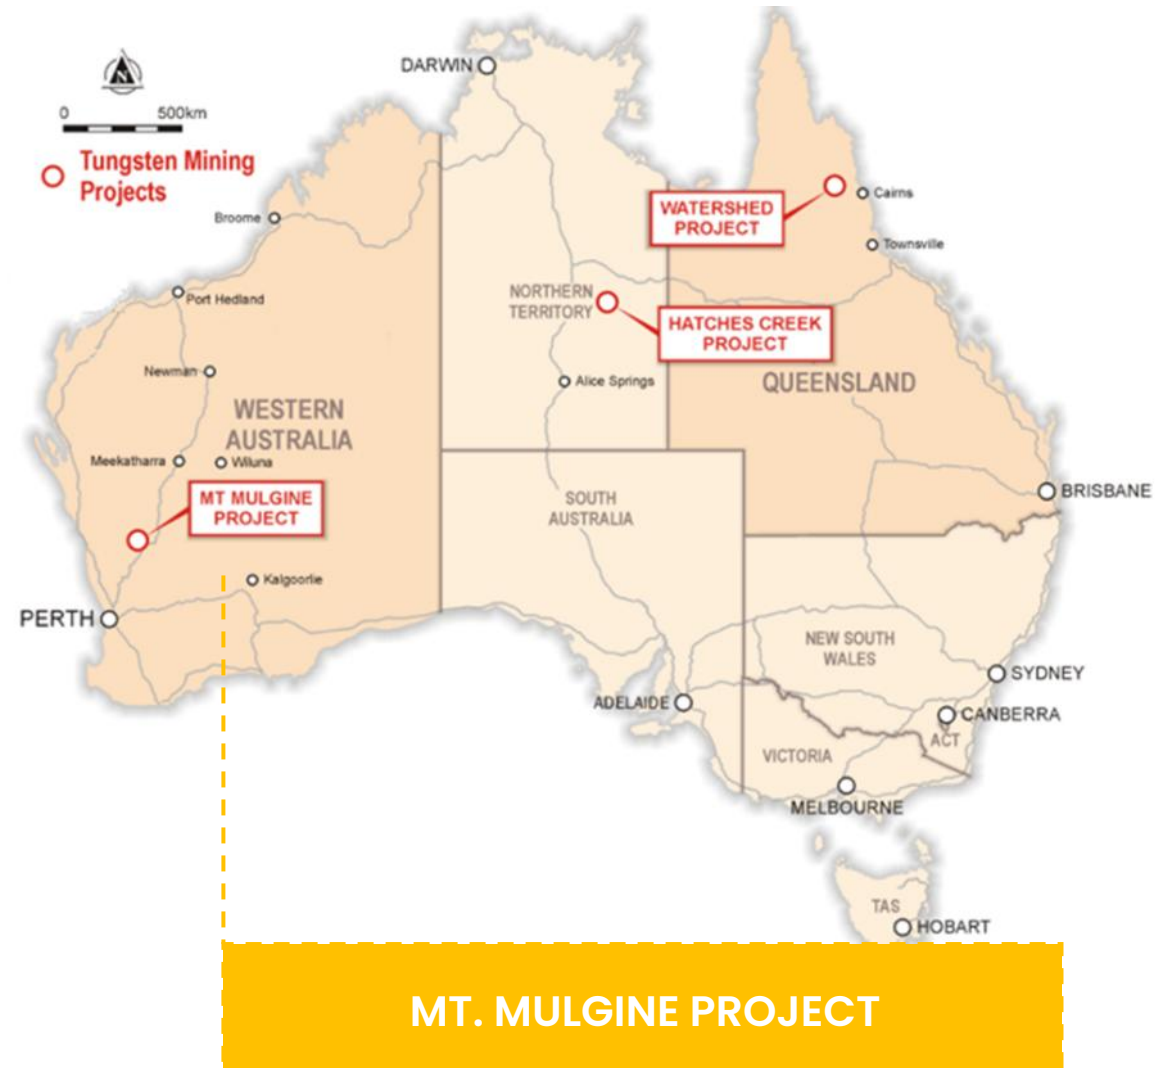 DARWIN
N
0 500km
Tungsten Mining
Projects
WATERSHED
PROJECT
Cairns
Broome
Townsville
Port Hedland
NORTHERN
TERRITORY
HATCHES CREEK
PROJECT
Newman
Alice Springs
QUEENSLAND
WESTERN
AUSTRALIA
Meekatharra
Wiluna
MT MULGINE
PROJECT
SOUTH
AUSTRALIA
BRISBANE
Kalgoorlie
PERTH
NEW SOUTH
WALES
SYDNEY
ADELAIDE
CANBERRA
ACT
VICTORIA
MELBOURNE
TAS
HOBART
MT. MULGINE PROJECT